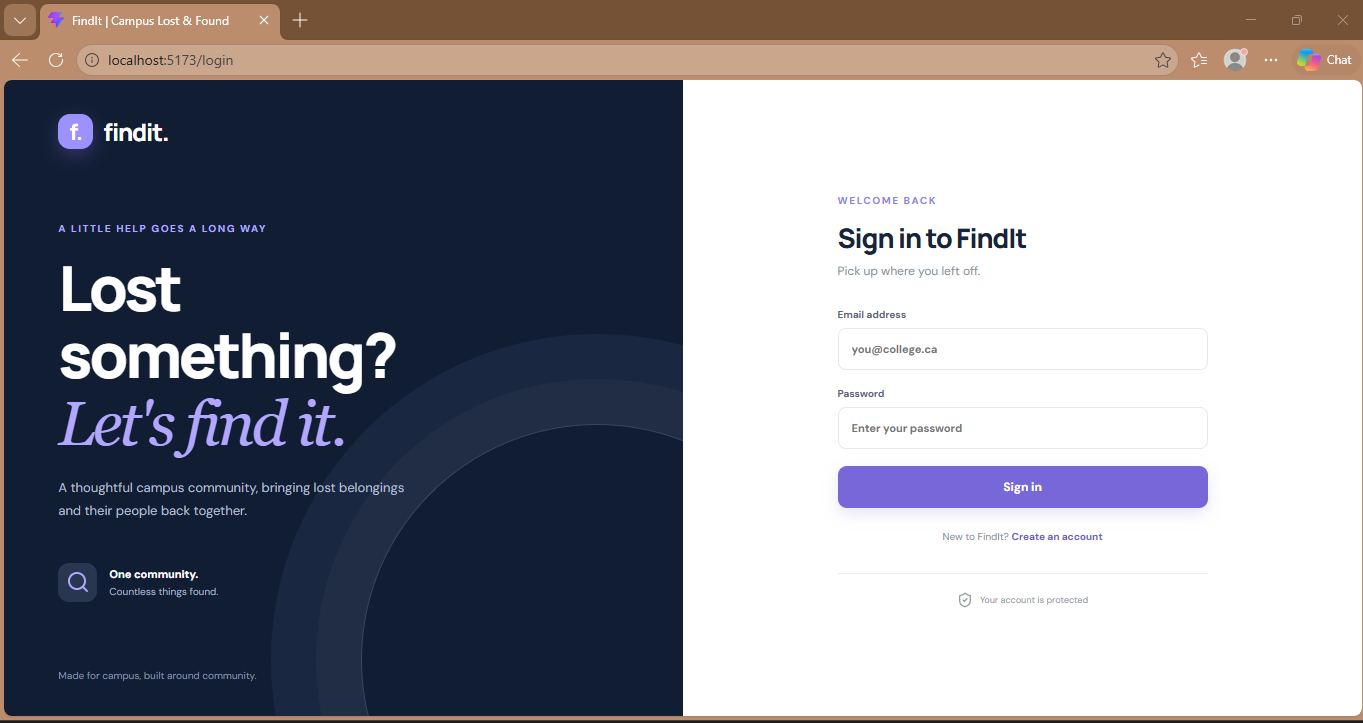 FindIt | Campus Lost & Found
localhost:5173/login
Chat
f. findit.
A LITTLE HELP GOES A LONG WAY
Lost
something?
Let's find it.
A thoughtful campus community, bringing lost belongings
and their people back together.
One community.
Countless things found.
Made for campus, built around community.
WELCOME BACK
Sign in to FindIt
Pick up where you left off.
Email address
you@college.ca
Password
Enter your password
Sign in
New to FindIt? Create an account
Your account is protected